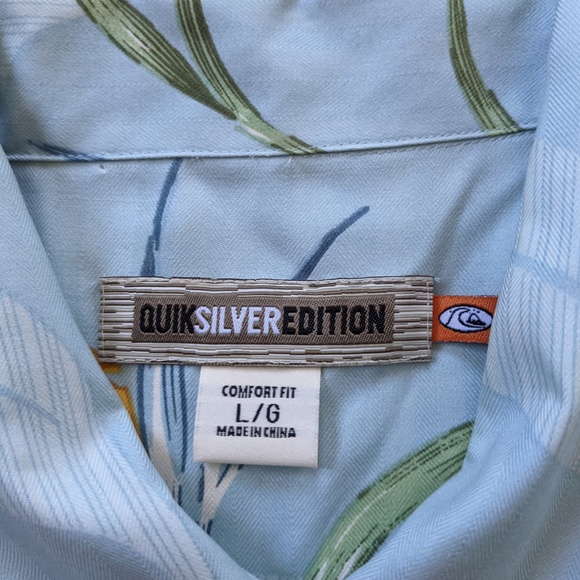 QUIKSILVEREDITION
COMFORT FIT
L/G
MADE IN CHINA